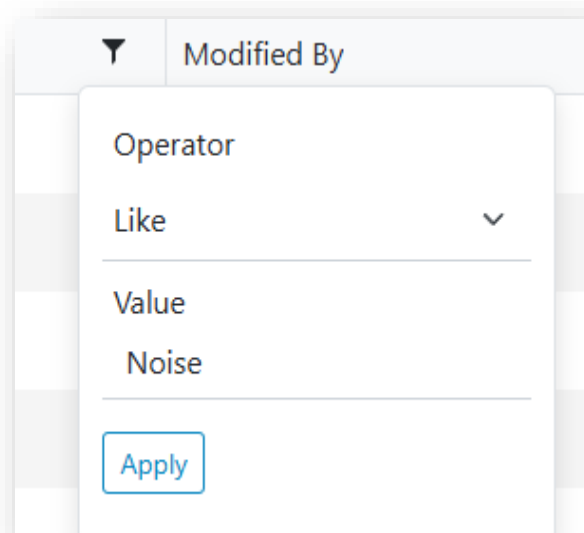 Modified By
Operator
Like
Value
Noise
Apply